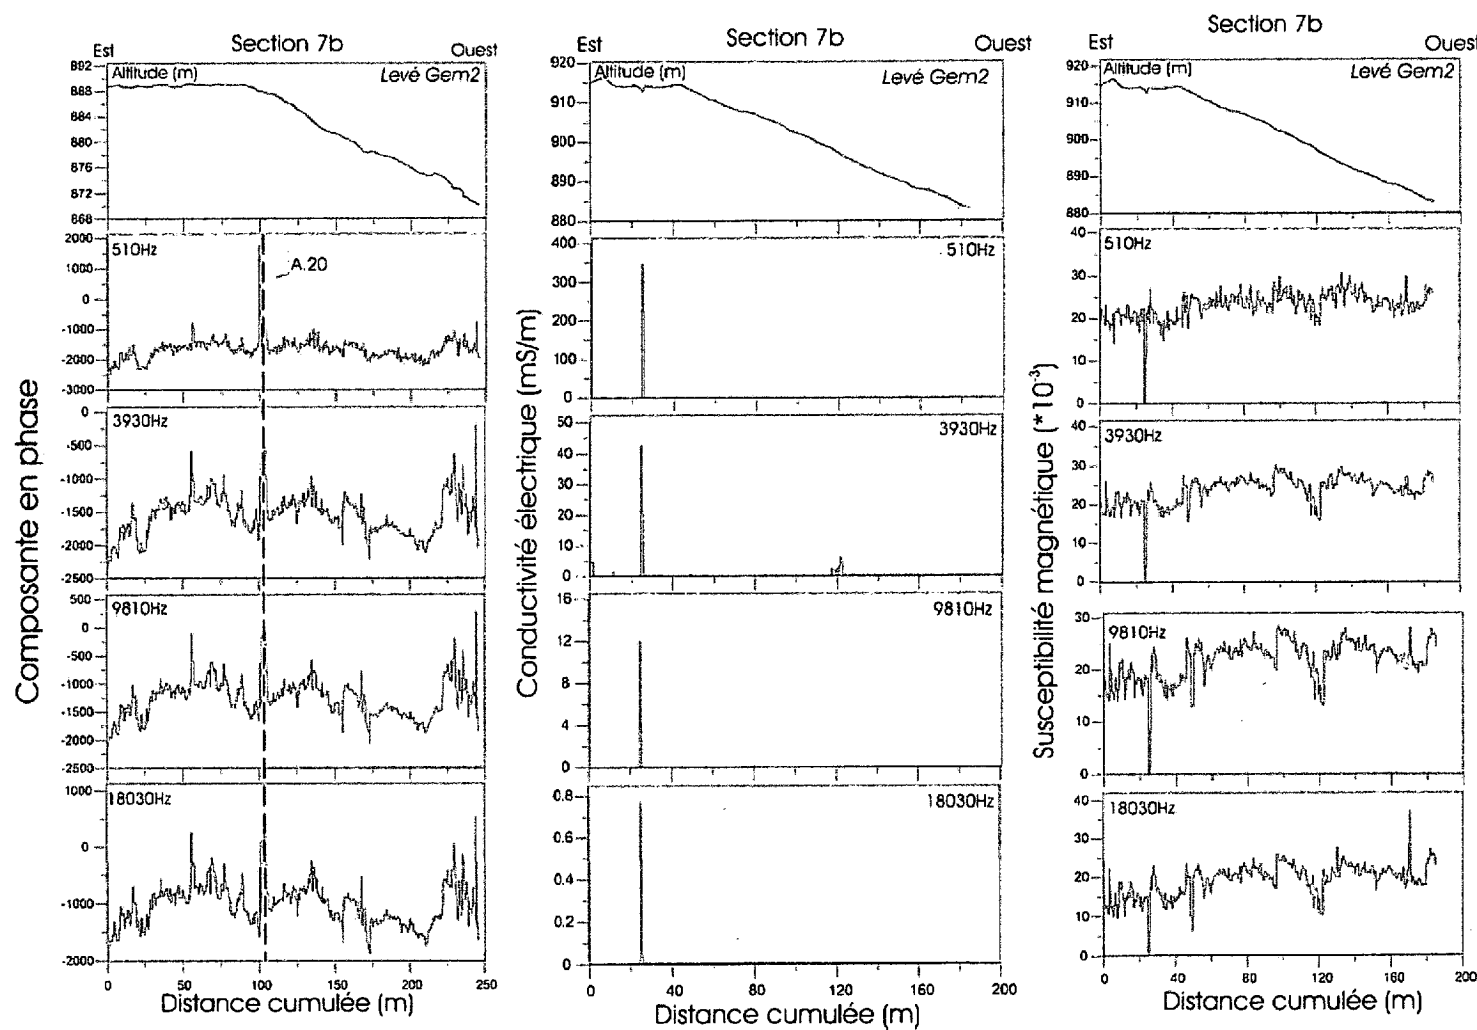 Section 7b
Est
Ouest
Altitude (m)
Levé Gem2
892
888
884
880
876
872
868
510Hz
A.20
2000
1000
0
-1000
-2000
-3000
3930Hz
0
-500
-1000
-1500
-2000
-2500
9810Hz
500
0
-500
-1000
-1500
-2000
-2500
18030Hz
1000
0
-1000
-2000
0
50
100
150
200
250
Composante en phase
Distance cumulée (m)
Section 7b
Est
Ouest
Altitude (m)
Levé Gem2
920
910
900
890
880
510Hz
400
300
200
100
0
3930Hz
50
40
30
20
10
0
9810Hz
16
12
8
4
0
18030Hz
0.8
0.6
0.4
0.2
0
0
40
80
120
160
200
Conductivité électrique (mS/m)
Distance cumulée (m)
Section 7b
Est
Ouest
Altitude (m)
Levé Gem2
920
910
900
890
880
510Hz
40
30
20
10
0
3930Hz
40
30
20
10
0
9810Hz
30
20
10
0
18030Hz
40
30
20
10
0
0
40
80
120
160
200
Susceptibilité magnétique (*10⁻³)
Distance cumulée (m)